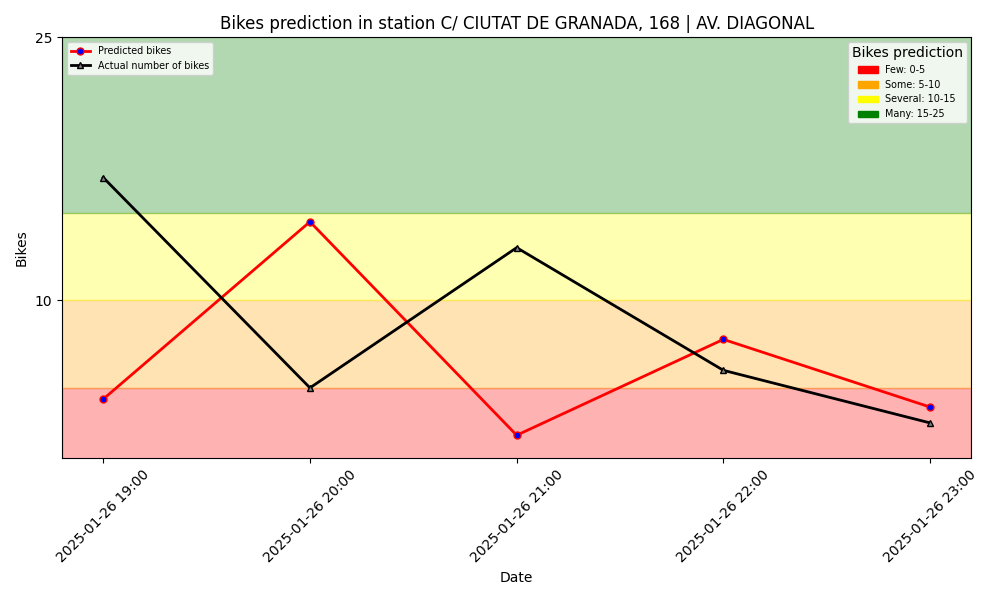 Bikes prediction in station C/ CIUTAT DE GRANADA, 168 | AV. DIAGONAL
25
10
Bikes
Predicted bikes
Actual number of bikes
Bikes prediction
Few: 0-5
Some: 5-10
Several: 10-15
Many: 15-25
2025-01-26 19:00
2025-01-26 20:00
2025-01-26 21:00
2025-01-26 22:00
2025-01-26 23:00
Date